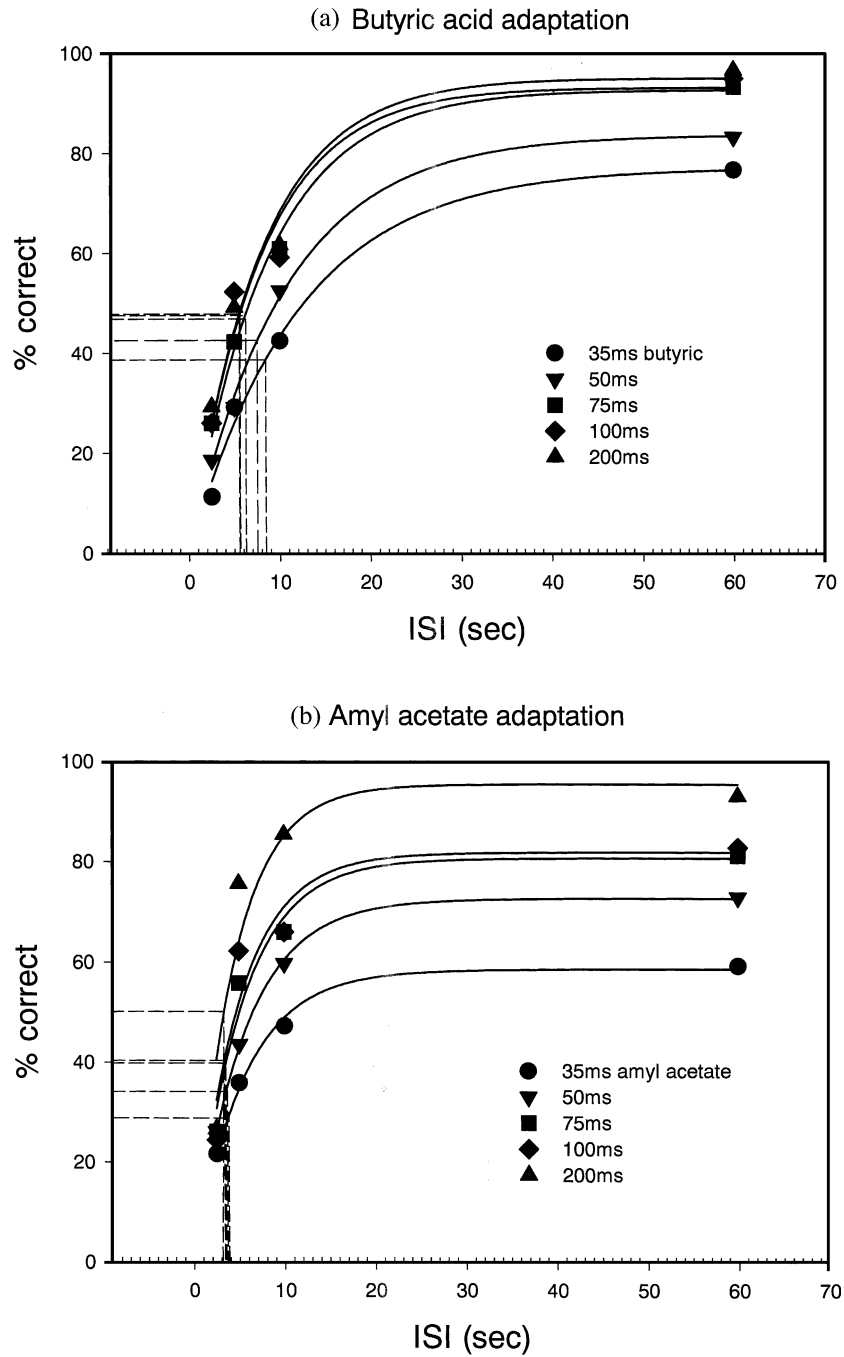 (a) Butyric acid adaptation
100
80
60
40
20
0
% correct
35ms butyric
50ms
75ms
100ms
200ms
0 10 20 30 40 50 60 70
ISI (sec)
(b) Amyl acetate adaptation
100
80
60
40
20
0
% correct
35ms amyl acetate
50ms
75ms
100ms
200ms
0 10 20 30 40 50 60 70
ISI (sec)